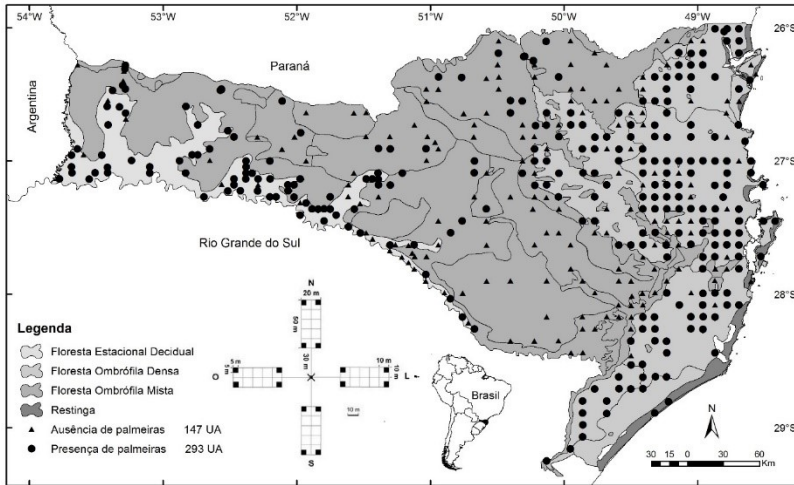 54°W 53°W 52°W 51°W 50°W 49°W
26°S
Paraná
Argentina
27°S
Rio Grande do Sul
28°S
N
20 m
50 m
30 m
5 m
10 m
10 m
O
L
10 m
S
Legenda
Floresta Estacional Decidual
Floresta Ombrófila Densa
Floresta Ombrófila Mista
Restinga
Ausência de palmeiras 147 UA
Presença de palmeiras 293 UA
Brasil
N
29°S
30 15 0 30 60
Km